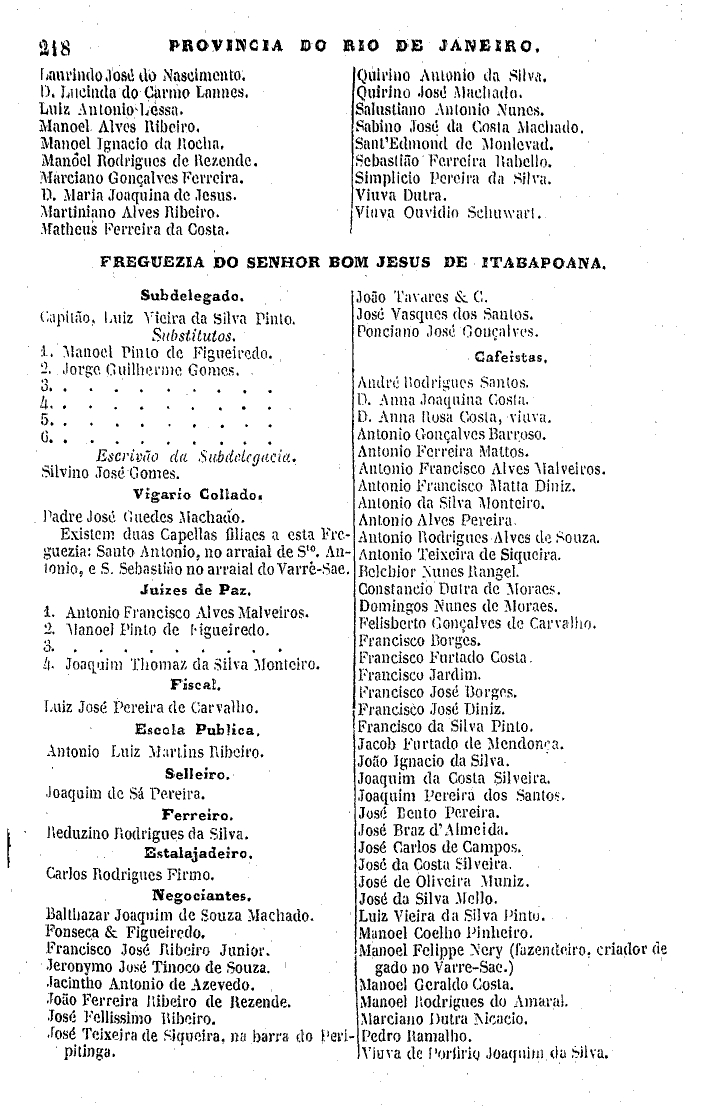 218 PROVINCIA DO RIO DE JANEIRO.
Laurindo José do Nascimento.
D. Lucinda do Carmo Lannes.
Luiz Antonio Lessa.
Manoel Alves Ribeiro.
Manoel Ignacio da Rocha.
Manoel Rodrigues de Rezende.
Marciano Gonçalves Ferreira.
D. Maria Joaquina de Jesus.
Martiniano Alves Ribeiro.
Matheus Ferreira da Costa.
Quirino Antonio da Silva.
Quirino José Machado.
Salustiano Antonio Nunes.
Sabino José da Costa Machado.
Sant'Edmond de Monlevad.
Sebastião Ferreira Rabello.
Simplicio Pereira da Silva.
Viuva Dutra.
Viuva Ouvidio Schuwart.
FREGUEZIA DO SENHOR BOM JESUS DE ITABAPOANA.
Subdelegado.
Capitão, Luiz Vieira da Silva Pinto.
Substitutos.
1. Manoel Pinto de Figueiredo.
2. Jorge Guilherme Gomes.
3. . . . . . . . . .
4. . . . . . . . . .
5. . . . . . . . . .
6. . . . . . . . . .
Escrivão da Subdelegacia.
Silvino José Gomes.
Vigario Collado.
Padre José Guedes Machado.
Existem duas Capellas filiaes a esta Fre-
guezia: Santo Antonio, no arraial de Sto. An-
tonio, e S. Sebastião no arraial do Varré-Sae.
Juizes de Paz.
1. Antonio Francisco Alves Malveiros.
2. Manoel Pinto de Figueiredo.
3. . . . . . . . . .
4. Joaquim Thomaz da Silva Monteiro.
Fiscal.
Luiz José Pereira de Carvalho.
Escola Publica.
Antonio Luiz Martins Ribeiro.
Selleiro.
Joaquim de Sá Pereira.
Ferreiro.
Reduzino Rodrigues da Silva.
Estalajadeiro.
Carlos Rodrigues Firmo.
Negociantes.
Balthazar Joaquim de Souza Machado.
Fonseca & Figueiredo.
Francisco José Ribeiro Junior.
Jeronymo José Tinoco de Souza.
Jacintho Antonio de Azevedo.
João Ferreira Ribeiro de Rezende.
José Fellissimo Ribeiro.
José Teixeira de Siqueira, na barra do Peri-
pitinga.
João Tavares & C.
José Vasques dos Santos.
Ponciano José Gonçalves.
Cafeistas.
André Rodrigues Santos.
D. Anna Joaquina Costa.
D. Anna Rosa Costa, viuva.
Antonio Gonçalves Barroso.
Antonio Ferreira Mattos.
Antonio Francisco Alves Malveiros.
Antonio Francisco Matta Diniz.
Antonio da Silva Monteiro.
Antonio Alves Pereira.
Antonio Rodrigues Alves de Souza.
Antonio Teixeira de Siqueira.
Belchior Nunes Rangel.
Constancio Dutra de Moraes.
Domingos Nunes de Moraes.
Felisberto Gonçalves de Carvalho.
Francisco Borges.
Francisco Furtado Costa.
Francisco Jardim.
Francisco José Borges.
Francisco José Diniz.
Francisco da Silva Pinto.
Jacob Furtado de Mendonça.
João Ignacio da Silva.
Joaquim da Costa Silveira.
Joaquim Pereira dos Santos.
José Bento Pereira.
José Braz d'Almeida.
José Carlos de Campos.
José da Costa Silveira.
José de Oliveira Muniz.
José da Silva Mello.
Luiz Vieira da Silva Pinto.
Manoel Coelho Pinheiro.
Manoel Felippe Nery (fazendeiro, criador de
gado no Varre-Sae.)
Manoel Geraldo Costa.
Manoel Rodrigues do Amaral.
Marciano Dutra Nicacio.
Pedro Ramalho.
Viuva de Porfirio Joaquim da Silva.